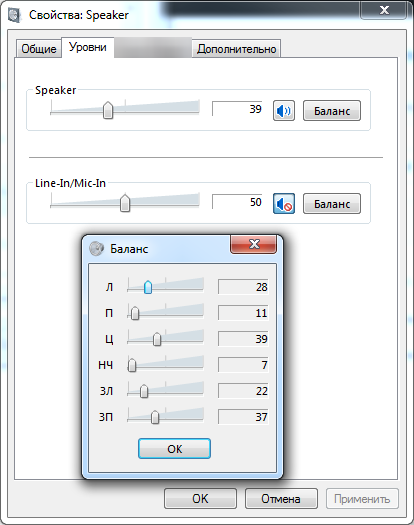 Свойства: Speaker
Общие Уровни Дополнительно
Speaker
39 Баланс
Line-In/Mic-In
50 Баланс
Баланс
Л 28
П 11
Ц 39
НЧ 7
ЗЛ 22
ЗП 37
OK
OK Отмена Применить